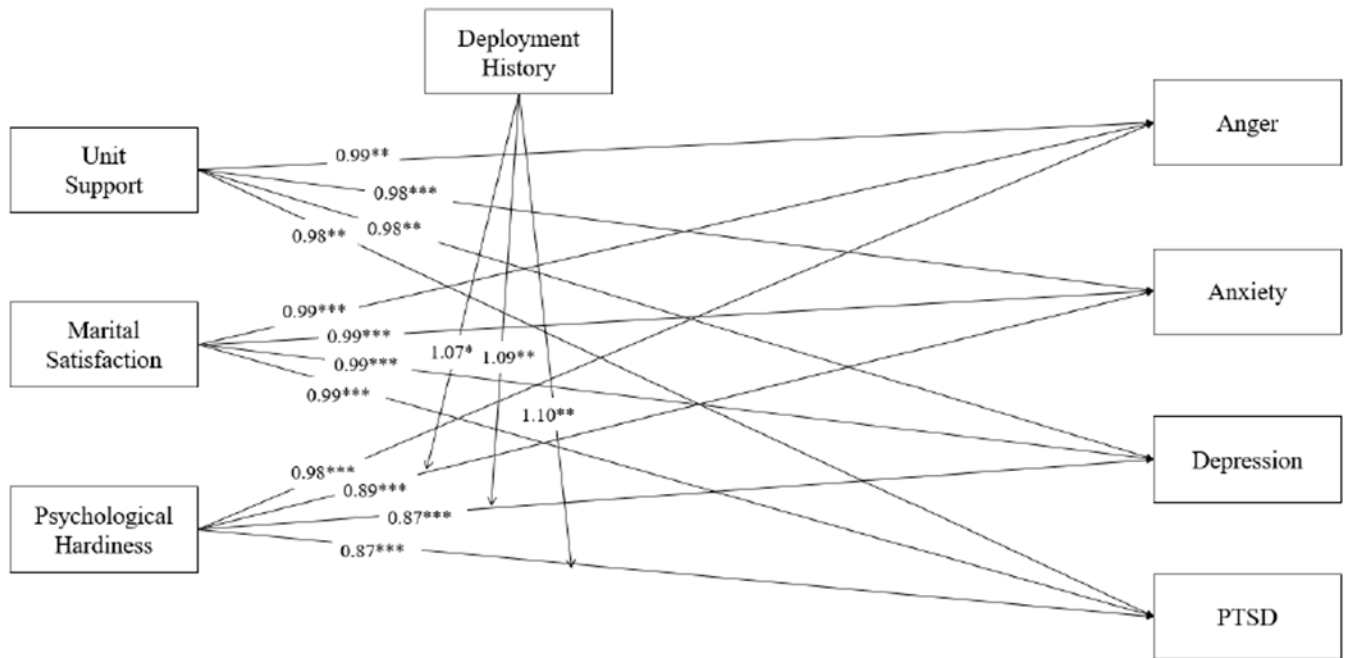 Deployment
History
Unit
Support
Anger
0.99**
0.98***
0.98**
0.98**
Marital
Satisfaction
Anxiety
0.99***
0.99***
0.99***
0.99***
1.07*
1.09**
1.10**
Psychological
Hardiness
Depression
0.98***
0.89***
0.87***
0.87***
PTSD